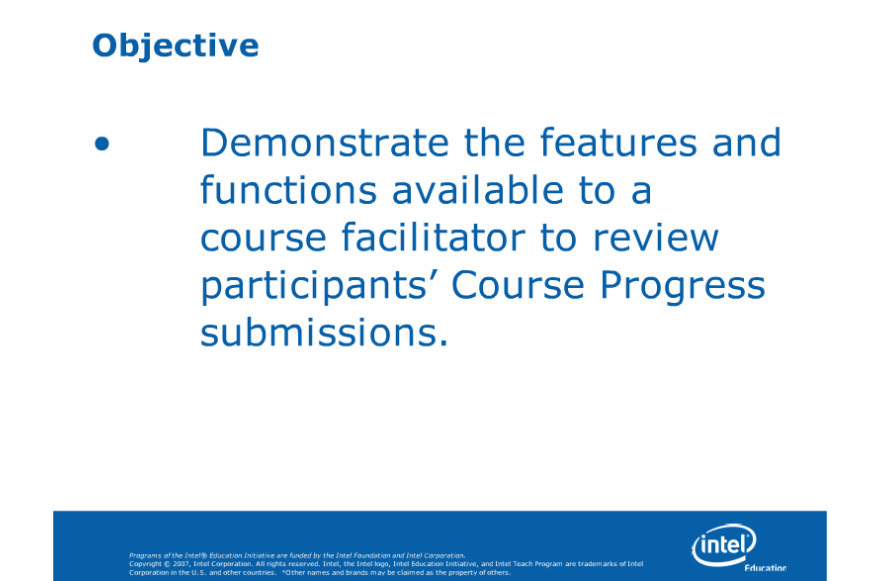 Objective
• Demonstrate the features and
functions available to a
course facilitator to review
participants’ Course Progress
submissions.
Programs of the Intel® Education Initiative are funded by the Intel Foundation and Intel Corporation.
Copyright © 2007, Intel Corporation. All rights reserved. Intel, the Intel logo, Intel Education Initiative, and Intel Teach Program are trademarks of Intel
Corporation in the U.S. and other countries. *Other names and brands may be claimed as the property of others.
intel
Education